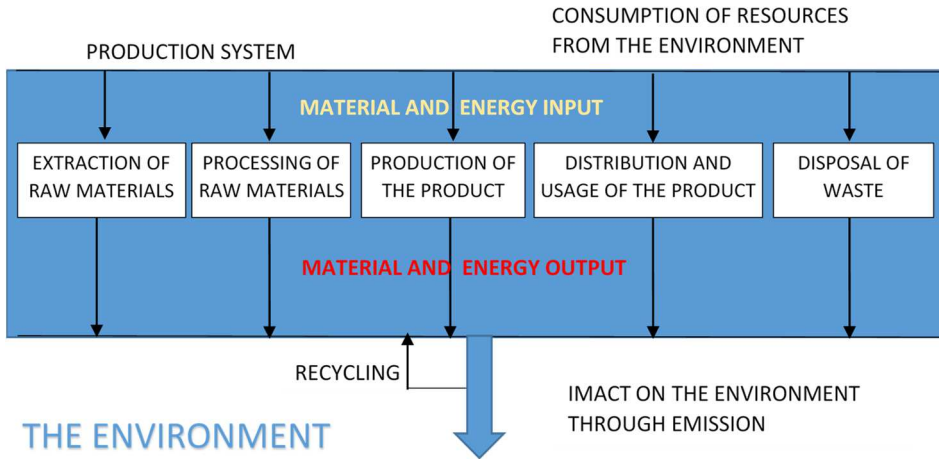 CONSUMPTION OF RESOURCES
FROM THE ENVIRONMENT
PRODUCTION SYSTEM
MATERIAL AND ENERGY INPUT
EXTRACTION OF
RAW MATERIALS
PROCESSING OF
RAW MATERIALS
PRODUCTION OF
THE PRODUCT
DISTRIBUTION AND
USAGE OF THE PRODUCT
DISPOSAL OF
WASTE
MATERIAL AND ENERGY OUTPUT
RECYCLING
IMACT ON THE ENVIRONMENT
THROUGH EMISSION
THE ENVIRONMENT